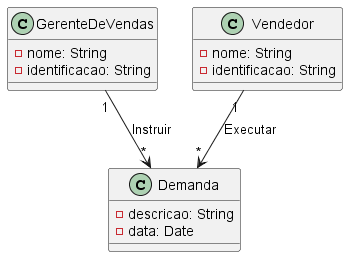 C GerenteDeVendas
nome: String
identificacao: String
C Vendedor
nome: String
identificacao: String
1
1
Instruir
Executar
*
*
C Demanda
descricao: String
data: Date